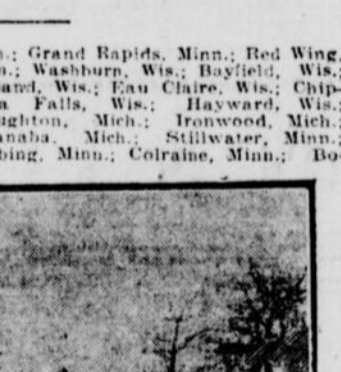 n.; Grand Rapids, Minn.; Red Wing,
n.; Washburn, Wis.; Bayfield, Wis.;
and, Wis.; Eau Claire, Wis.; Chip-
a Falls, Wis.; Hayward, Wis.;
ughton, Mich.; Ironwood, Mich.;
anaba, Mich.; Stillwater, Minn.;
bing, Minn.; Colraine, Minn.; Bo-